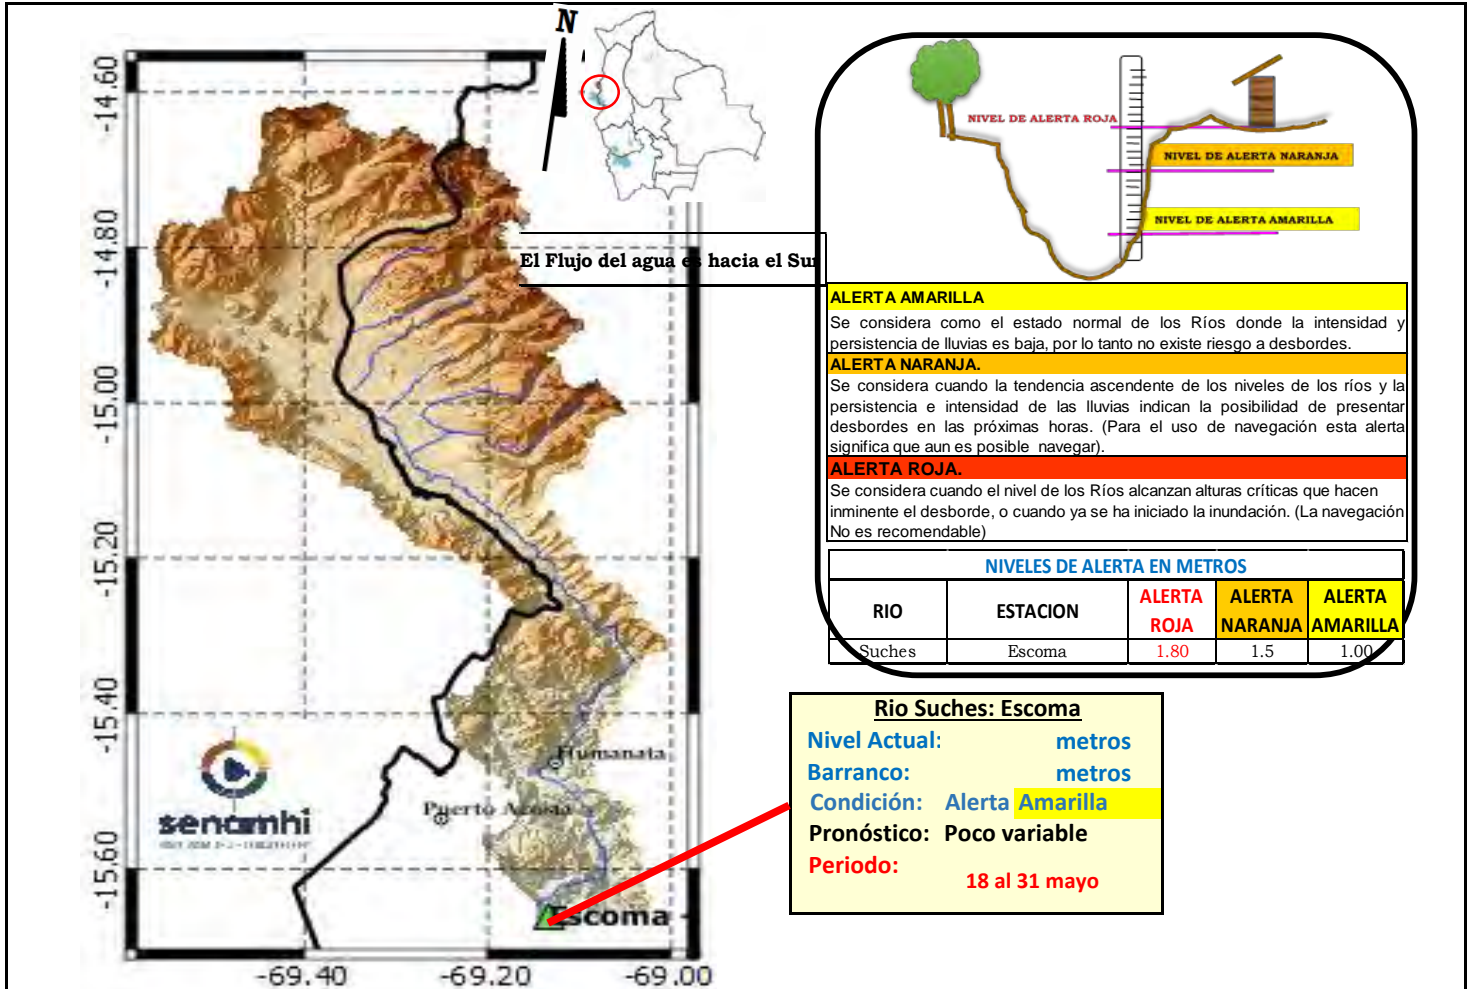 N
-14.60
-14.80
-15.00
-15.20
-15.40
-15.60
-69.40
-69.20
-69.00
El Flujo del agua es hacia el Sur
Humanata
Puerto Acosta
Escoma
senamhi
NIVEL DE ALERTA ROJA
NIVEL DE ALERTA NARANJA
NIVEL DE ALERTA AMARILLA
ALERTA AMARILLA
Se considera como el estado normal de los Ríos donde la intensidad y
persistencia de lluvias es baja, por lo tanto no existe riesgo a desbordes.
ALERTA NARANJA.
Se considera cuando la tendencia ascendente de los niveles de los ríos y la
persistencia e intensidad de las lluvias indican la posibilidad de presentar
desbordes en las próximas horas. (Para el uso de navegación esta alerta
significa que aun es posible navegar).
ALERTA ROJA.
Se considera cuando el nivel de los Ríos alcanzan alturas críticas que hacen
inminente el desborde, o cuando ya se ha iniciado la inundación. (La navegación
No es recomendable)
NIVELES DE ALERTA EN METROS
RIO ESTACION ALERTA ROJA ALERTA NARANJA ALERTA AMARILLA
Suches Escoma 1.80 1.5 1.00
Rio Suches: Escoma
Nivel Actual: metros
Barranco: metros
Condición: Alerta Amarilla
Pronóstico: Poco variable
Periodo:
18 al 31 mayo